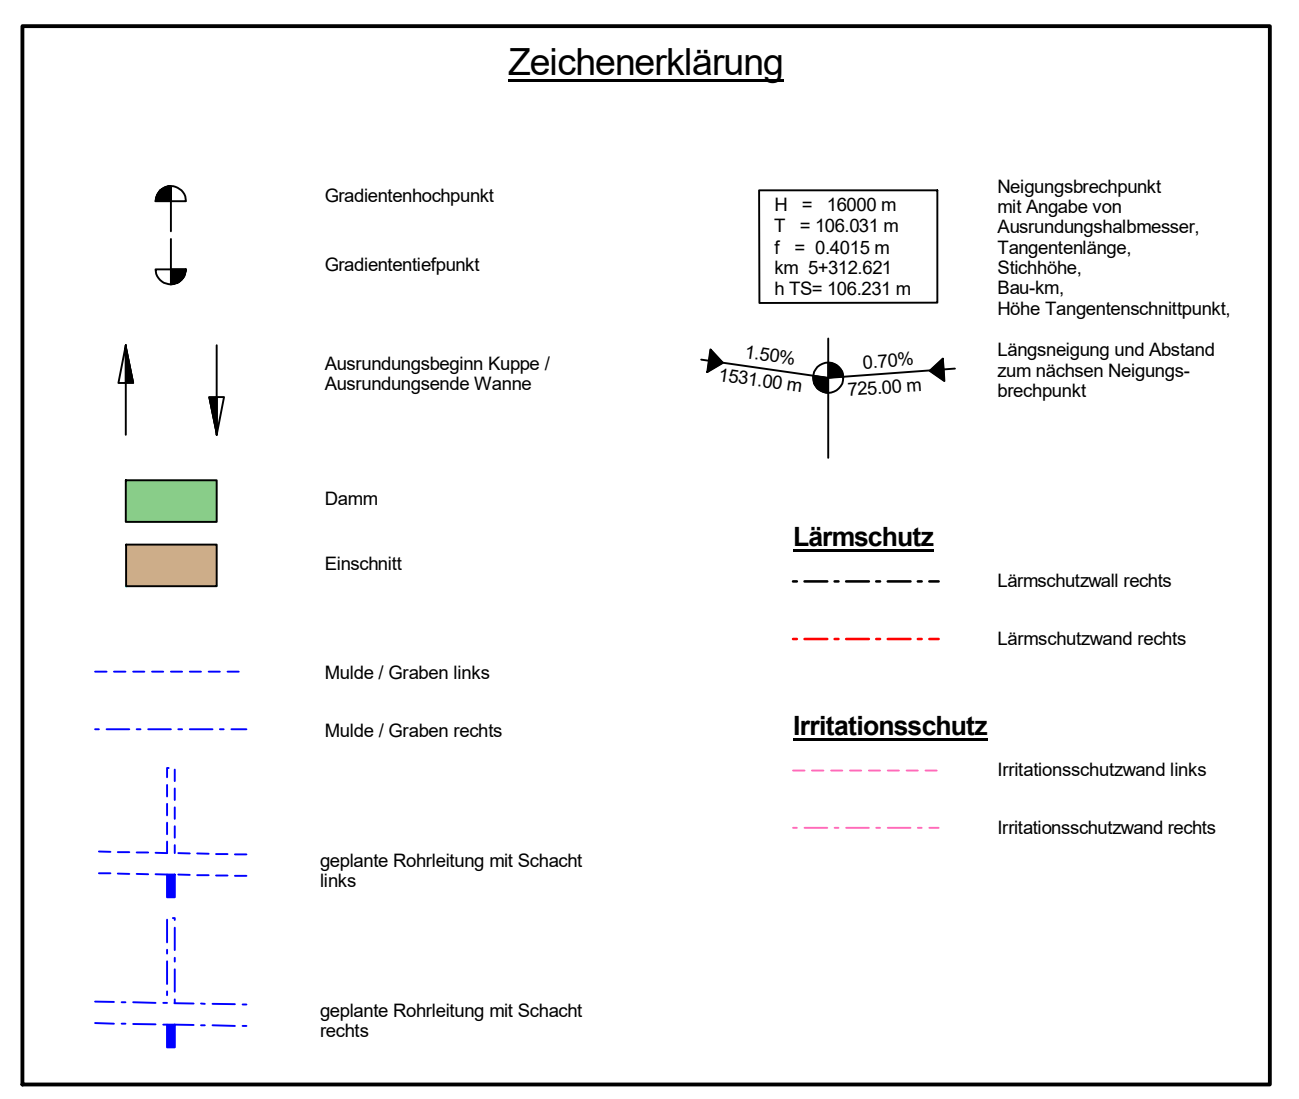 Zeichenerklärung
Gradientenhochpunkt
Gradiententiefpunkt
Ausrundungsbeginn Kuppe /
Ausrundungsende Wanne
Damm
Einschnitt
Mulde / Graben links
Mulde / Graben rechts
geplante Rohrleitung mit Schacht
links
geplante Rohrleitung mit Schacht
rechts
H = 16000 m
T = 106.031 m
f = 0.4015 m
km 5+312.621
h TS= 106.231 m
Neigungsbrechpunkt
mit Angabe von
Ausrundungshalbmesser,
Tangentenlänge,
Stichhöhe,
Bau-km,
Höhe Tangentenschnittpunkt,
1.50%
1531.00 m
0.70%
725.00 m
Längsneigung und Abstand
zum nächsen Neigungs-
brechpunkt
Lärmschutz
Lärmschutzwall rechts
Lärmschutzwand rechts
Irritationsschutz
Irritationsschutzwand links
Irritationsschutzwand rechts